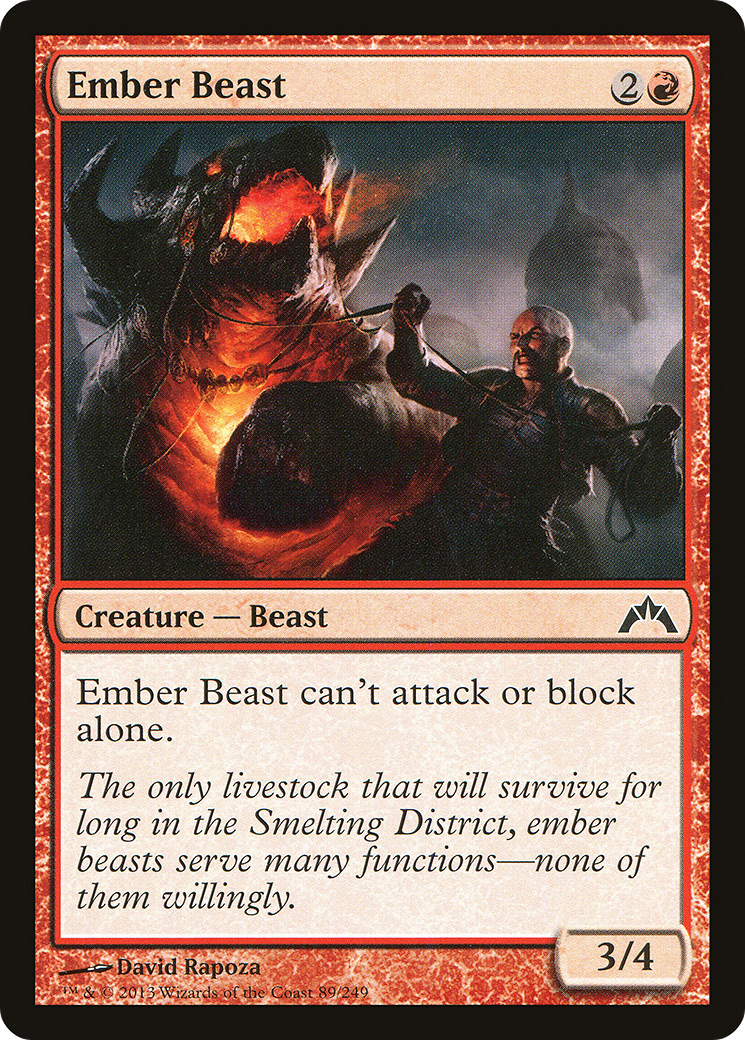 Ember Beast 2
Creature — Beast
Ember Beast can't attack or block
alone.
The only livestock that will survive for
long in the Smelting District, ember
beasts serve many functions—none of
them willingly.
3/4
David Rapoza
™ & © 2013 Wizards of the Coast 89/249